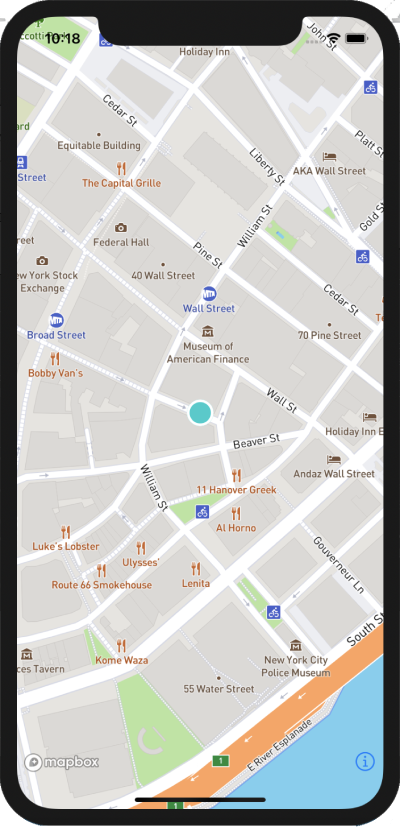 10:18
Holiday Inn
John St
Cedar St
Platt St
Equitable Building
Liberty St
AKA Wall Street
Street
The Capital Grille
William St
Gold St
Federal Hall
Pine St
40 Wall Street
Exchange
Cedar St
MTA
Wall Street
MTA
Broad Street
Museum of
American Finance
70 Pine Street
Bobby Van's
Wall St
Holiday Inn E
Beaver St
Andaz Wall Street
William St
11 Hanover Greek
Al Horno
Luke's Lobster
Ulysses'
Gouverneur Ln
Route 66 Smokehouse
Lenita
South St
Kome Waza
New York City
Police Museum
ces Tavern
55 Water Street
E River Esplanade
1
mapbox
1